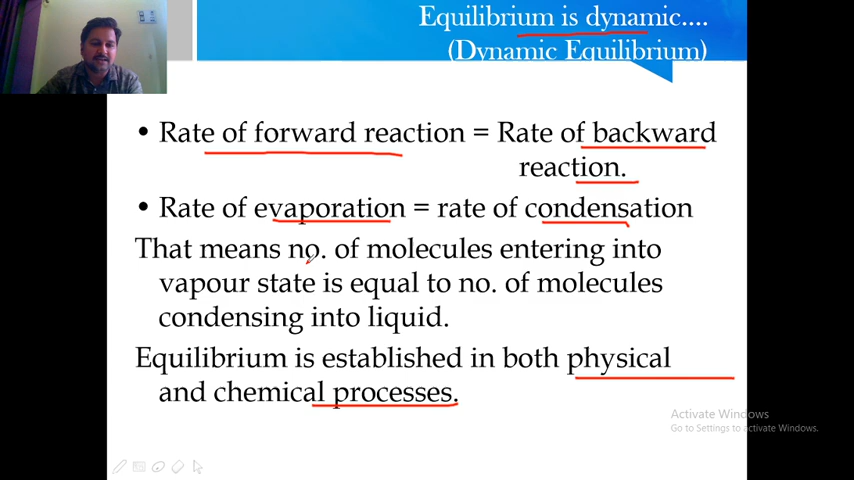 Equilibrium is dynamic....
(Dynamic Equilibrium)
• Rate of forward reaction = Rate of backward
reaction.
• Rate of evaporation = rate of condensation
That means no. of molecules entering into
vapour state is equal to no. of molecules
condensing into liquid.
Equilibrium is established in both physical
and chemical processes.
Activate Windows
Go to Settings to activate Windows.